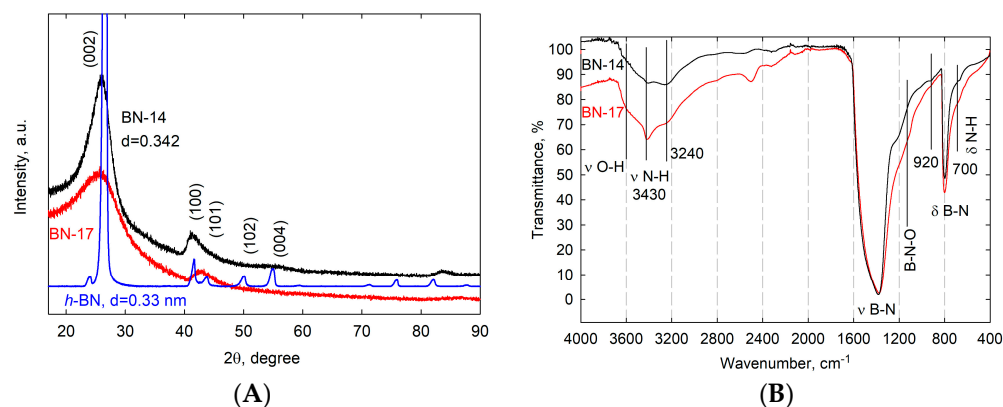 Intensity, a.u.
(002)
BN-14
d=0.342
BN-17
(100)
(101)
(102)
(004)
h-BN, d=0.33 nm
20 30 40 50 60 70 80 90
2θ, degree
(A)
Transmittance, %
100
90
80
70
60
50
40
30
20
10
0
BN-14
BN-17
ν O-H
ν N-H
3430
3240
ν B-N
B-N-O
920
δ B-N
700
δ N-H
4000 3600 3200 2800 2400 2000 1600 1200 800 400
Wavenumber, cm⁻¹
(B)